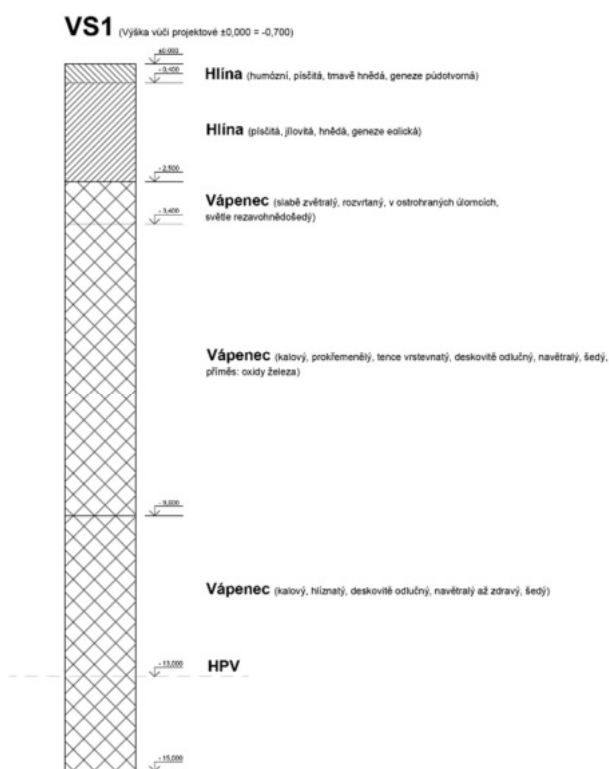 VS1 (Výška vůči projektové ±0,000 = -0,700)
±0,000
-0,400
Hlína (humózní, písčitá, tmavě hnědá, geneze půdotvorná)
Hlína (písčitá, jílovitá, hnědá, geneze eolická)
-2,500
Vápenec (slabě zvětralý, rozvrtaný, v ostrohraných úlomcích,
světle rezavohnědošedý)
-3,400
Vápenec (kalový, prokřemenělý, tence vrstevnatý, deskovitě odlučný, navětralý, šedý,
příměs: oxidy železa)
-9,600
Vápenec (kalový, hlíznatý, deskovitě odlučný, navětralý až zdravý, šedý)
-13,000
HPV
-15,000